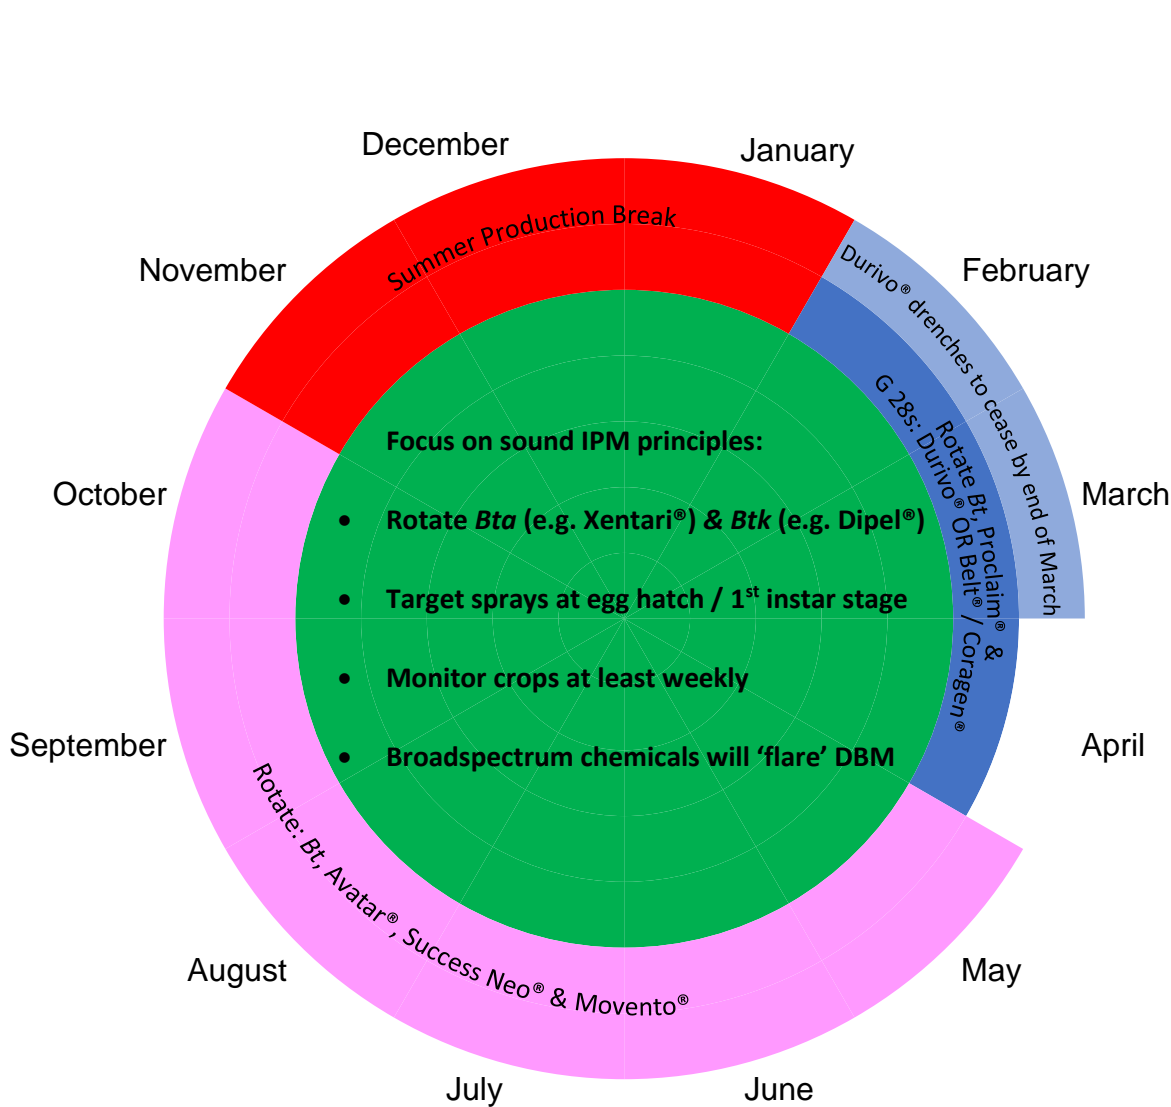 December
January
November
February
October
March
September
April
August
May
July
June
Summer Production Break
Durivo® drenches to cease by end of March
Rotate Bt, Proclaim® &
G 28s: Durivo® OR Belt® / Coragen®
Focus on sound IPM principles:
• Rotate Bta (e.g. Xentari®) & Btk (e.g. Dipel®)
• Target sprays at egg hatch / 1st instar stage
• Monitor crops at least weekly
• Broadspectrum chemicals will ‘flare’ DBM
Rotate: Bt, Avatar®, Success Neo® & Movento®